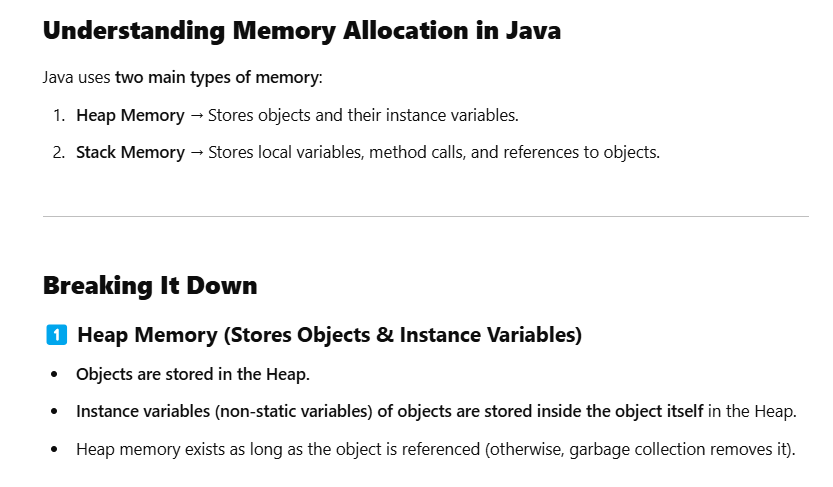 Understanding Memory Allocation in Java
Java uses two main types of memory:
1. Heap Memory → Stores objects and their instance variables.
2. Stack Memory → Stores local variables, method calls, and references to objects.
Breaking It Down
1️⃣ Heap Memory (Stores Objects & Instance Variables)
• Objects are stored in the Heap.
• Instance variables (non-static variables) of objects are stored inside the object itself in the Heap.
• Heap memory exists as long as the object is referenced (otherwise, garbage collection removes it).